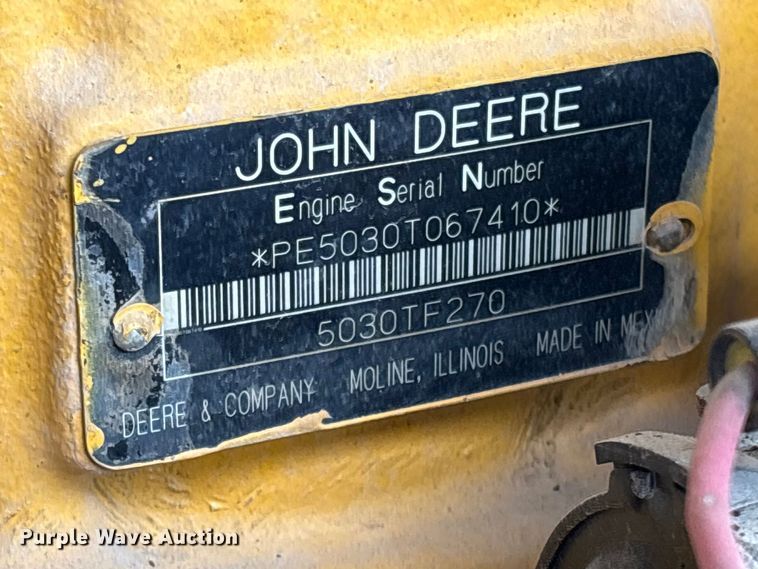 JOHN DEERE
Engine Serial Number
*PE5030T067410*
5030TF270
DEERE & COMPANY MOLINE, ILLINOIS MADE IN MEX
Purple Wave Auction